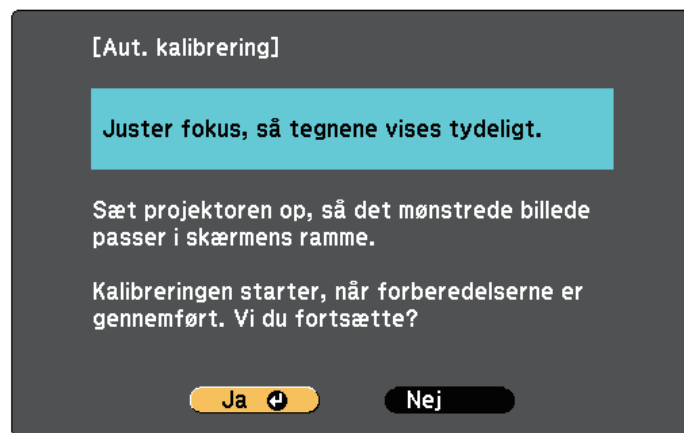 [Aut. kalibrering]
Juster fokus, så tegnene vises tydeligt.
Sæt projektoren op, så det mønstrede billede
passer i skærmens ramme.
Kalibreringen starter, når forberedelserne er
gennemført. Vi du fortsætte?
Ja Nej